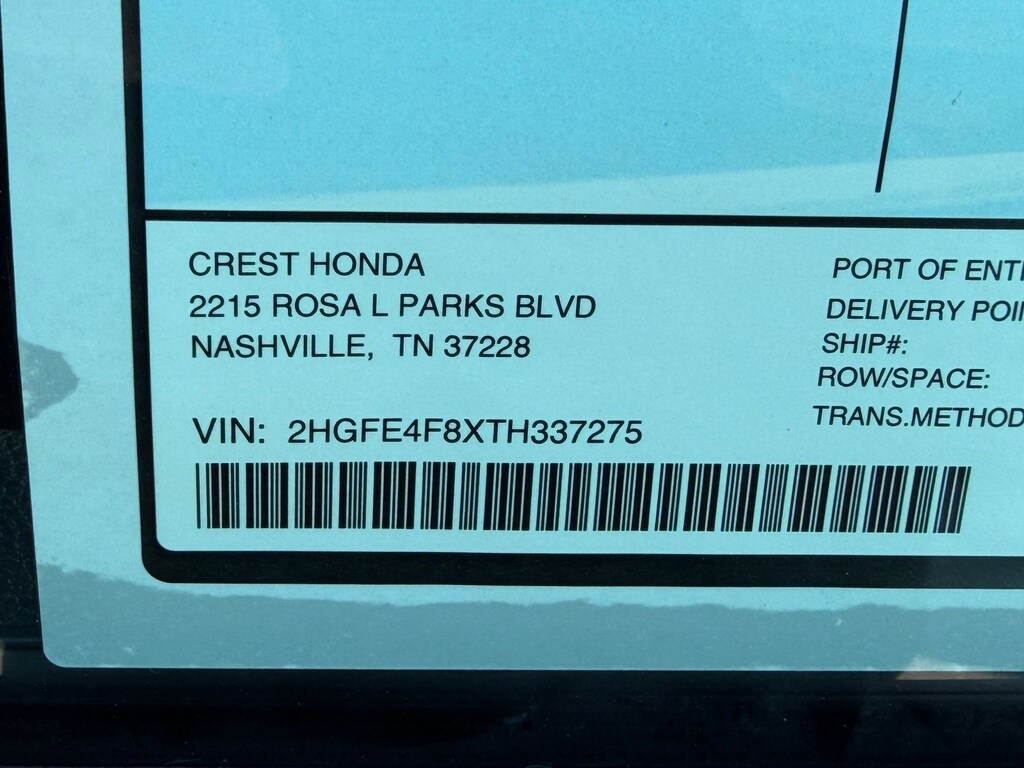 CREST HONDA
2215 ROSA L PARKS BLVD
NASHVILLE, TN 37228
VIN: 2HGFE4F8XTH337275
PORT OF ENT
DELIVERY POI
SHIP#:
ROW/SPACE:
TRANS.METHOD